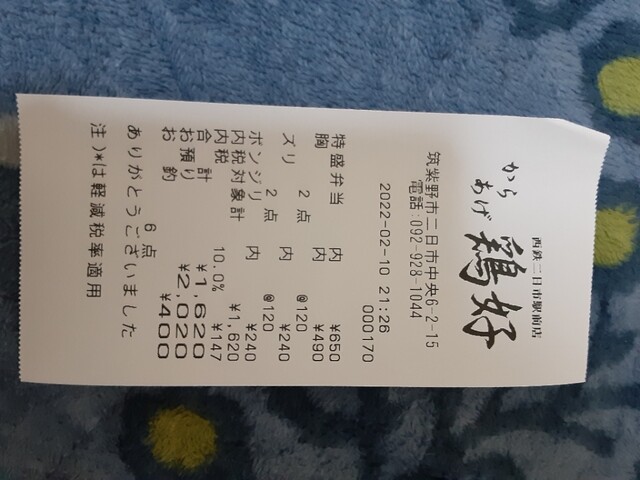 西鉄二日市駅前店
からあげ 鶏好
筑紫野市二日市中央6-2-15
電話:092-928-1044
2022-02-10 21:26
000170
特盛弁当 内 ¥650
胸 内 ¥490
2点 @120
ズリ 内 ¥240
2点 @120
ボンジリ 内 ¥240
内税対象計 ¥1,620
内税 10.0% ¥147
合計 ¥1,620
お預り ¥2,020
お釣 ¥400
6点
ありがとうございました
注)*は軽減税率適用